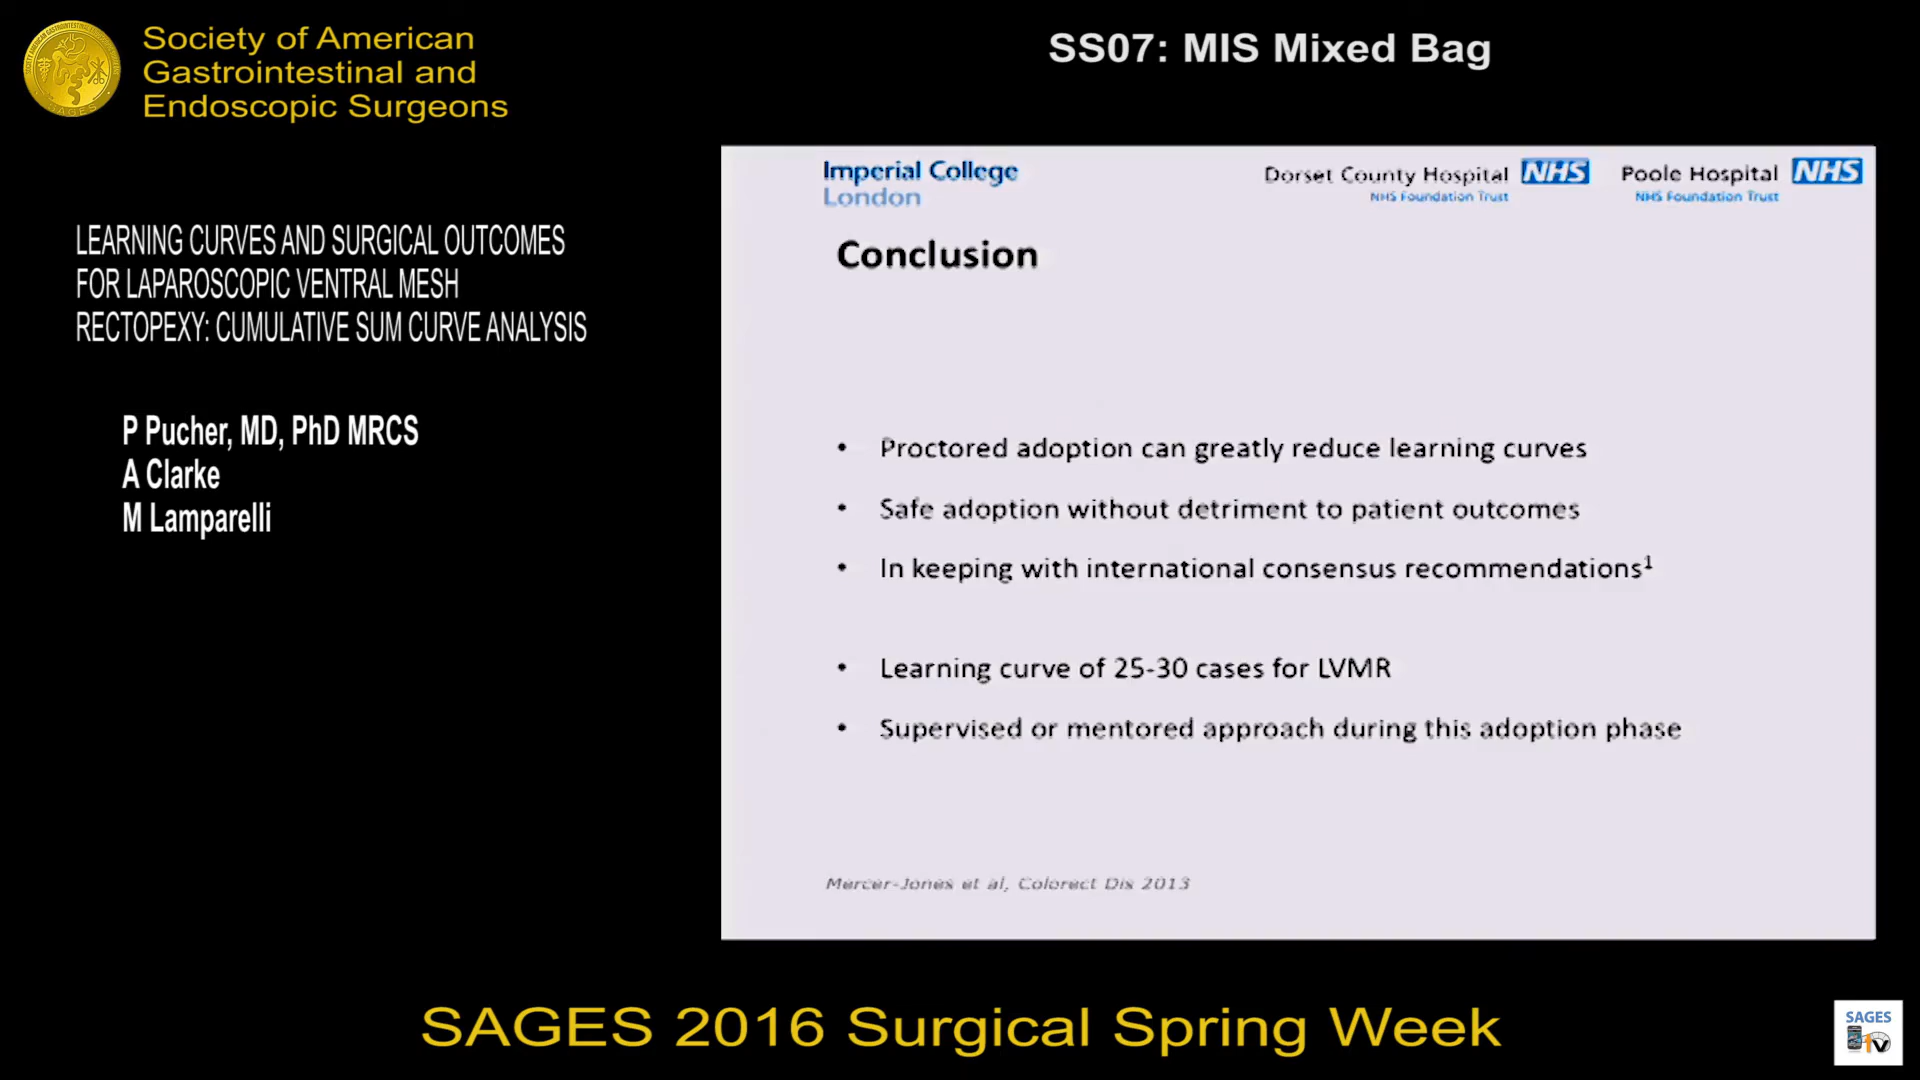 Society of American
Gastrointestinal and
Endoscopic Surgeons
SS07: MIS Mixed Bag
LEARNING CURVES AND SURGICAL OUTCOMES
FOR LAPAROSCOPIC VENTRAL MESH
RECTOPEXY: CUMULATIVE SUM CURVE ANALYSIS
P Pucher, MD, PhD MRCS
A Clarke
M Lamparelli
Imperial College
London
Dorset County Hospital NHS
NHS Foundation Trust
Poole Hospital NHS
NHS Foundation Trust
Conclusion
• Proctored adoption can greatly reduce learning curves
• Safe adoption without detriment to patient outcomes
• In keeping with international consensus recommendations¹
• Learning curve of 25-30 cases for LVMR
• Supervised or mentored approach during this adoption phase
Mercer-Jones et al, Colorect Dis 2013
SAGES 2016 Surgical Spring Week
SAGES
TV